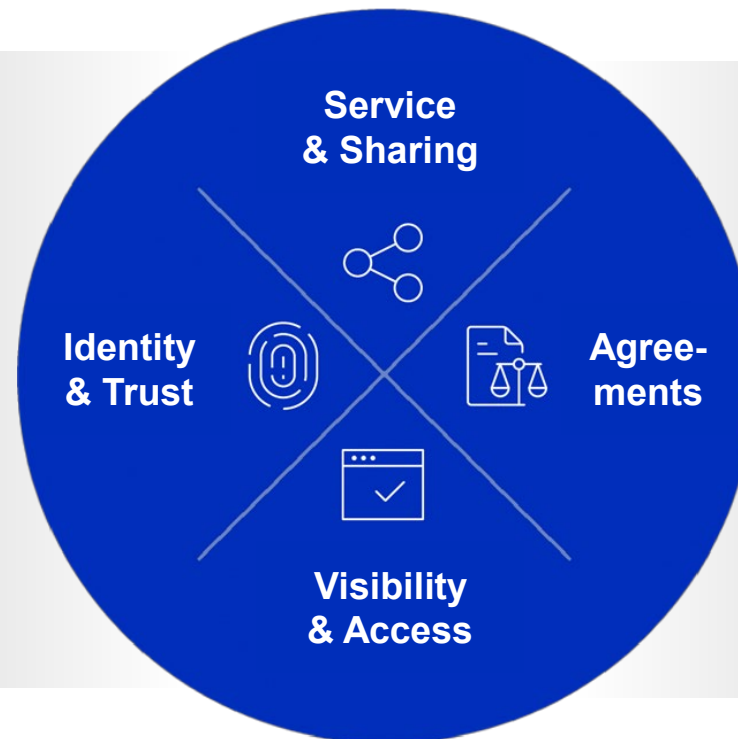 Service
& Sharing
Identity
& Trust
Agree-
ments
Visibility
& Access